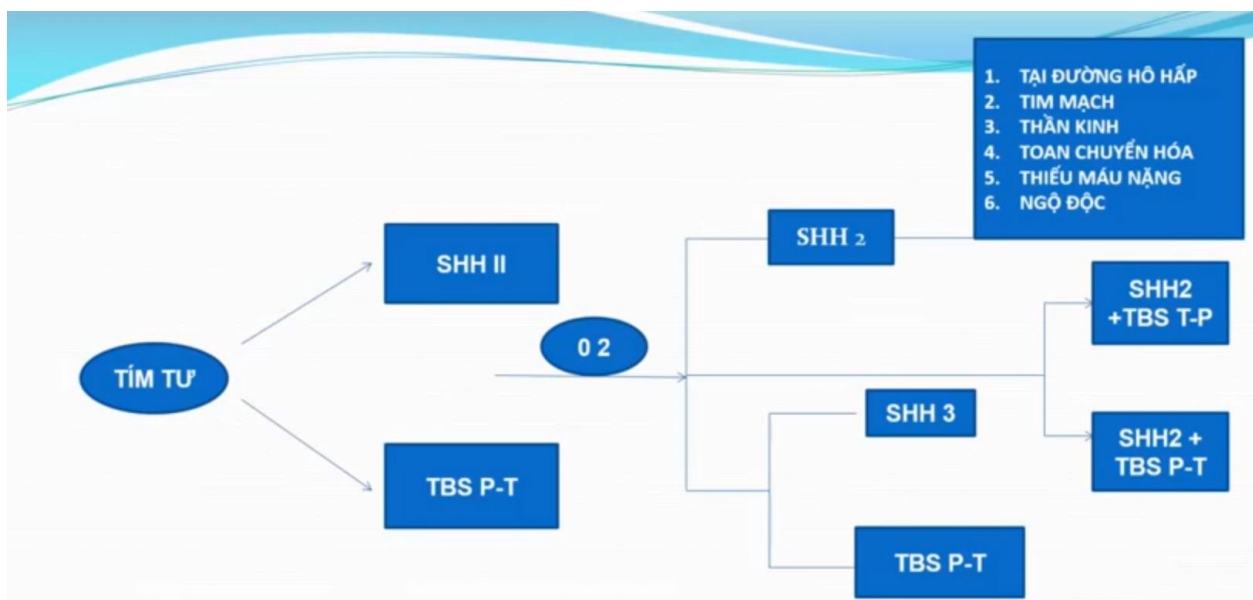 1. TẠI ĐƯỜNG HÔ HẤP
2. TIM MẠCH
3. THẦN KINH
4. TOAN CHUYỂN HÓA
5. THIẾU MÁU NẶNG
6. NGỘ ĐỘC
SHH 2
SHH II
SHH2
+TBS T-P
0 2
TÍM TƯ
SHH 3
SHH2 +
TBS P-T
TBS P-T
TBS P-T